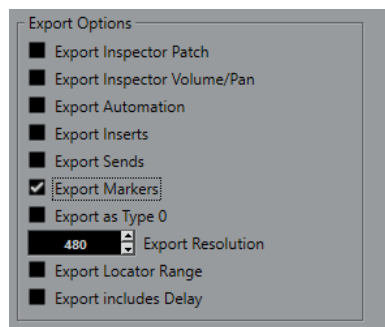 Export Options
Export Inspector Patch
Export Inspector Volume/Pan
Export Automation
Export Inserts
Export Sends
Export Markers
Export as Type 0
480 Export Resolution
Export Locator Range
Export includes Delay